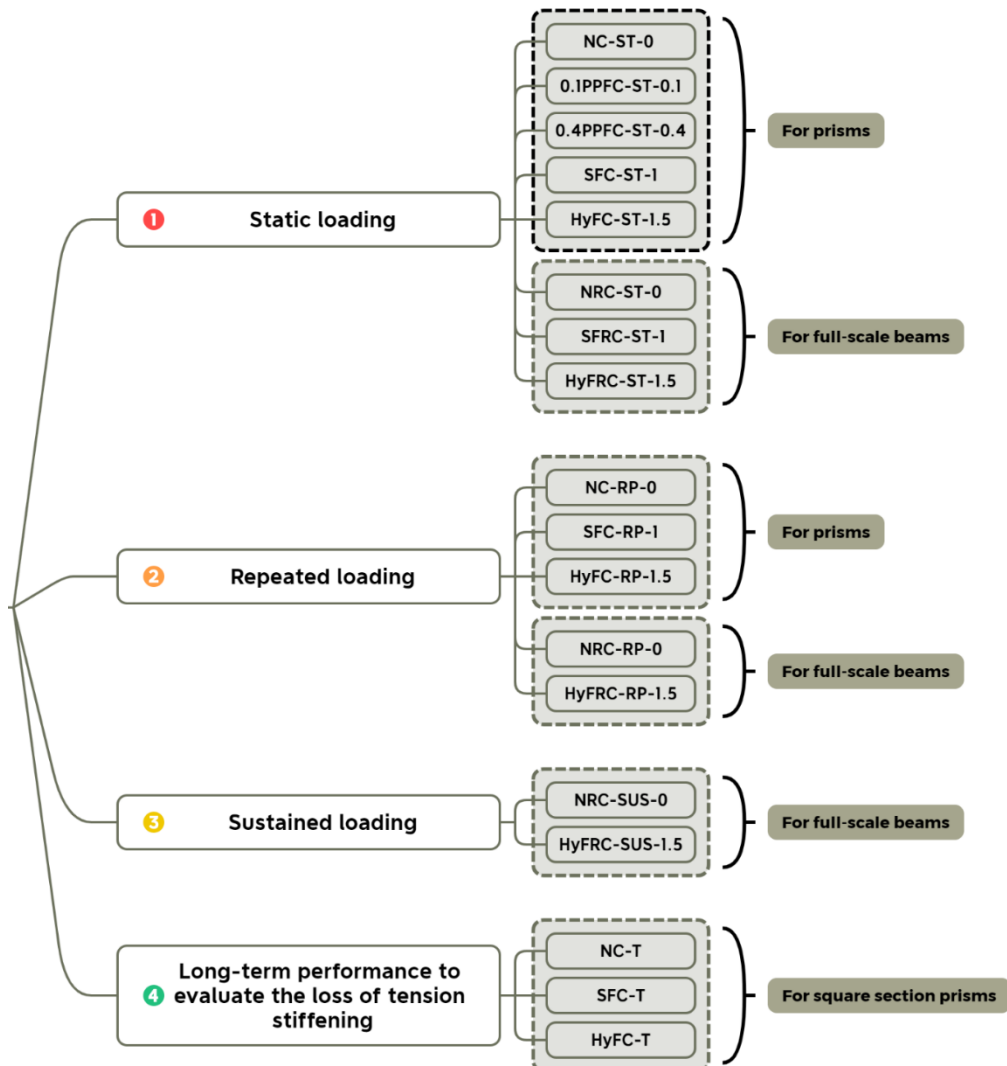 1
Static loading
NC-ST-0
0.1PPFC-ST-0.1
0.4PPFC-ST-0.4
SFC-ST-1
HyFC-ST-1.5
For prisms
NRC-ST-0
SFRC-ST-1
HyFRC-ST-1.5
For full-scale beams
2
Repeated loading
NC-RP-0
SFC-RP-1
HyFC-RP-1.5
For prisms
NRC-RP-0
HyFRC-RP-1.5
For full-scale beams
3
Sustained loading
NRC-SUS-0
HyFRC-SUS-1.5
For full-scale beams
4
Long-term performance to
evaluate the loss of tension
stiffening
NC-T
SFC-T
HyFC-T
For square section prisms